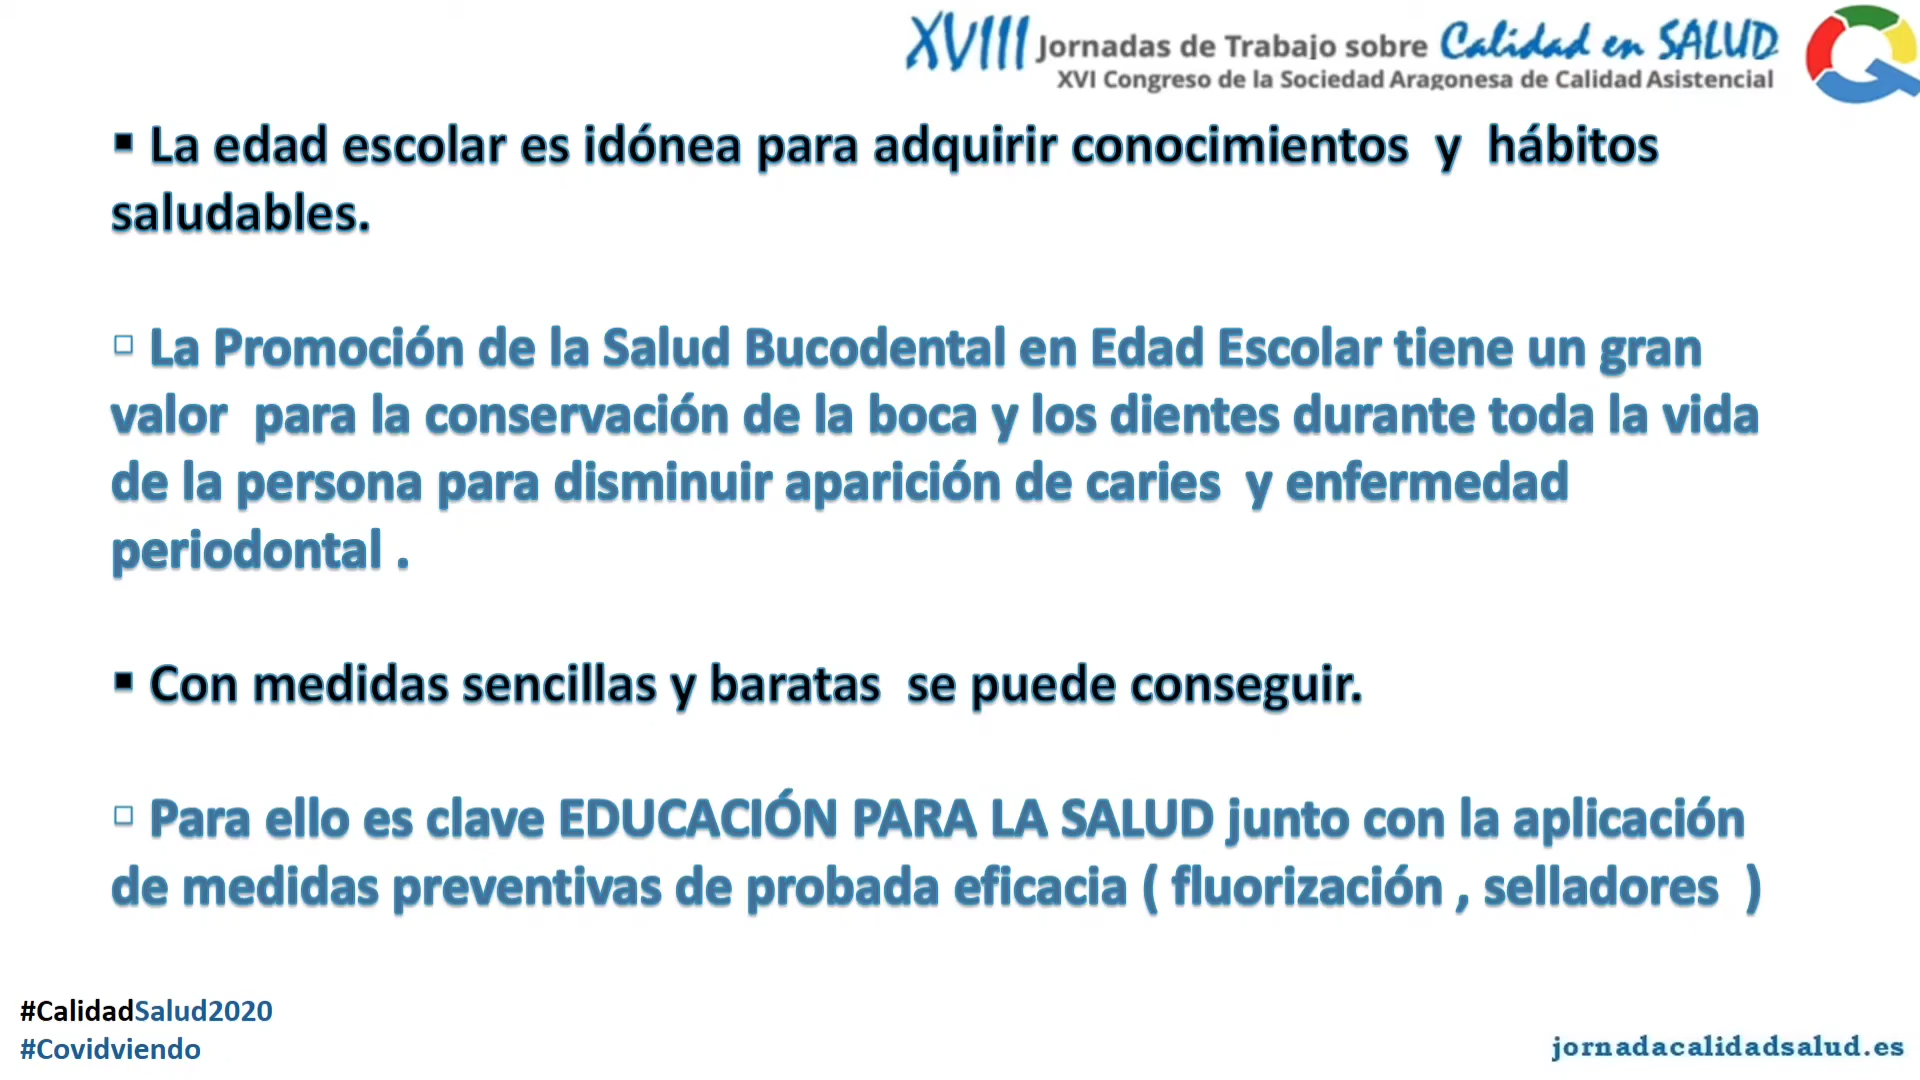 XVIII Jornadas de Trabajo sobre Calidad en SALUD
XVI Congreso de la Sociedad Aragonesa de Calidad Asistencial
▪ La edad escolar es idónea para adquirir conocimientos y hábitos
saludables.
▫ La Promoción de la Salud Bucodental en Edad Escolar tiene un gran
valor para la conservación de la boca y los dientes durante toda la vida
de la persona para disminuir aparición de caries y enfermedad
periodontal .
▪ Con medidas sencillas y baratas se puede conseguir.
▫ Para ello es clave EDUCACIÓN PARA LA SALUD junto con la aplicación
de medidas preventivas de probada eficacia ( fluorización , selladores )
#CalidadSalud2020
#Covidviendo
jornadacalidadsalud.es